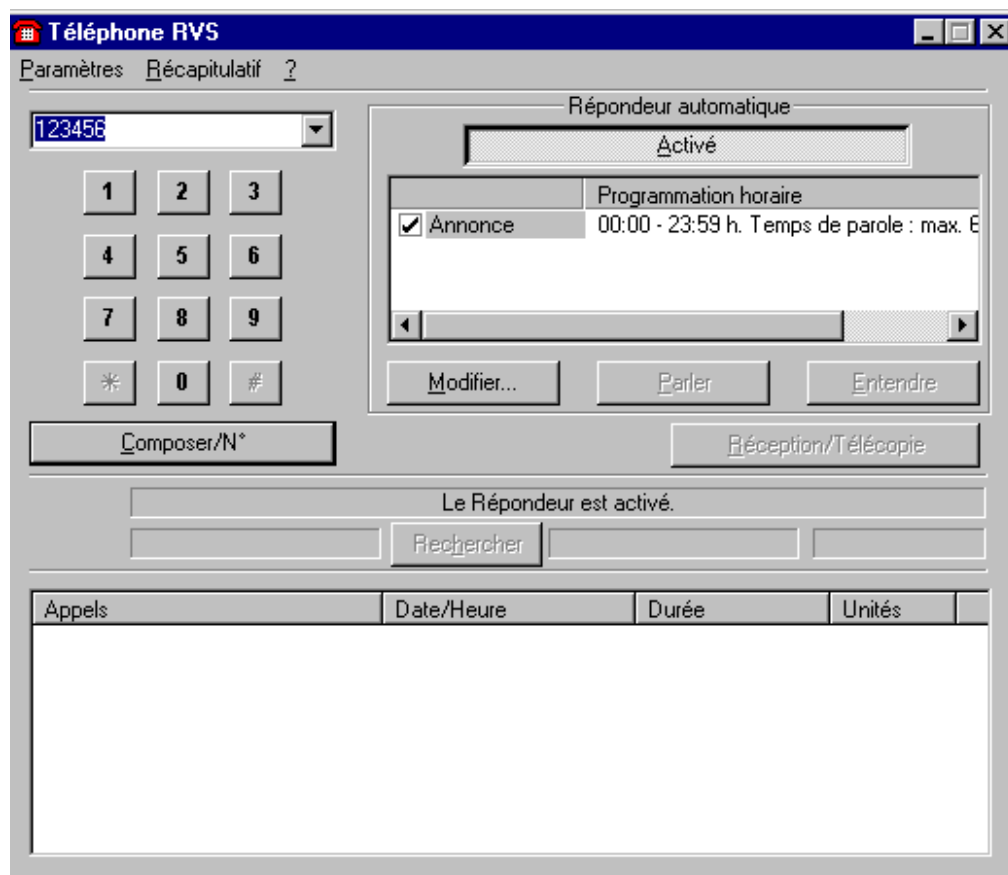 Téléphone RVS
Paramètres Récapitulatif ?
123456
Répondeur automatique
Activé
Programmation horaire
Annonce 00:00 - 23:59 h. Temps de parole : max.
1 2 3
4 5 6
7 8 9
* 0 #
Modifier... Parler Entendre
Composer/N°
Réception/Télécopie
Le Répondeur est activé.
Rechercher
Appels Date/Heure Durée Unités